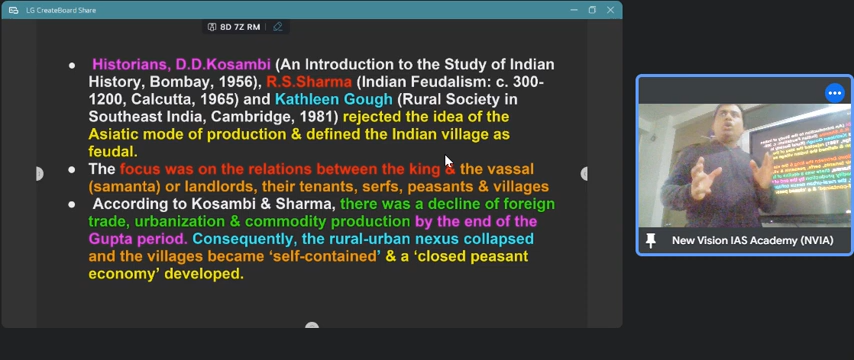 LG CreateBoard Share
8D 7Z RM
• Historians, D.D.Kosambi (An Introduction to the Study of Indian
History, Bombay, 1956), R.S.Sharma (Indian Feudalism: c. 300-
1200, Calcutta, 1965) and Kathleen Gough (Rural Society in
Southeast India, Cambridge, 1981) rejected the idea of the
Asiatic mode of production & defined the Indian village as
feudal.
• The focus was on the relations between the king & the vassal
(samanta) or landlords, their tenants, serfs, peasants & villages
• According to Kosambi & Sharma, there was a decline of foreign
trade, urbanization & commodity production by the end of the
Gupta period. Consequently, the rural-urban nexus collapsed
and the villages became ‘self-contained’ & a ‘closed peasant
economy’ developed.
New Vision IAS Academy (NVIA)